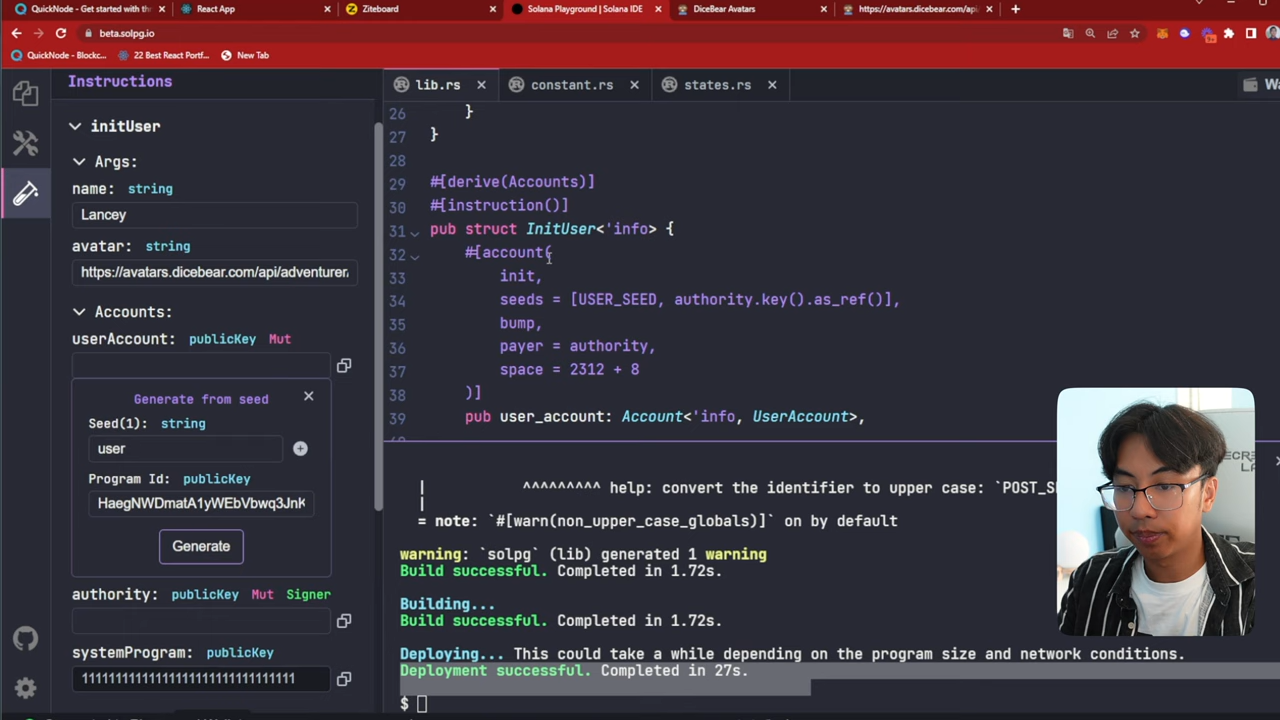 QuickNode - Get started with th
React App
Ziteboard
Solana Playground | Solana IDE
DiceBear Avatars
https://avatars.dicebear.com/api
beta.solpg.io
QuickNode - Blockc...
22 Best React Portf...
New Tab
Instructions
initUser
Args:
name: string
Lancey
avatar: string
https://avatars.dicebear.com/api/adventurer/
Accounts:
userAccount: publicKey Mut
Generate from seed
Seed(1): string
user
Program Id: publicKey
HaegNWDmatA1yWEbVbwq3JnK
Generate
authority: publicKey Mut Signer
systemProgram: publicKey
11111111111111111111111111111111
lib.rs
constant.rs
states.rs
Wa
26 }
27 }
28
29 #[derive(Accounts)]
30 #[instruction()]
31 pub struct InitUser<'info> {
32 #[account(
33 init,
34 seeds = [USER_SEED, authority.key().as_ref()],
35 bump,
36 payer = authority,
37 space = 2312 + 8
38 )]
39 pub user_account: Account<'info, UserAccount>,
| ^^^^^^^^^ help: convert the identifier to upper case: `POST_SE
|
= note: `#[warn(non_upper_case_globals)]` on by default
warning: `solpg` (lib) generated 1 warning
Build successful. Completed in 1.72s.
Building...
Build successful. Completed in 1.72s.
Deploying... This could take a while depending on the program size and network conditions.
Deployment successful. Completed in 27s.
$